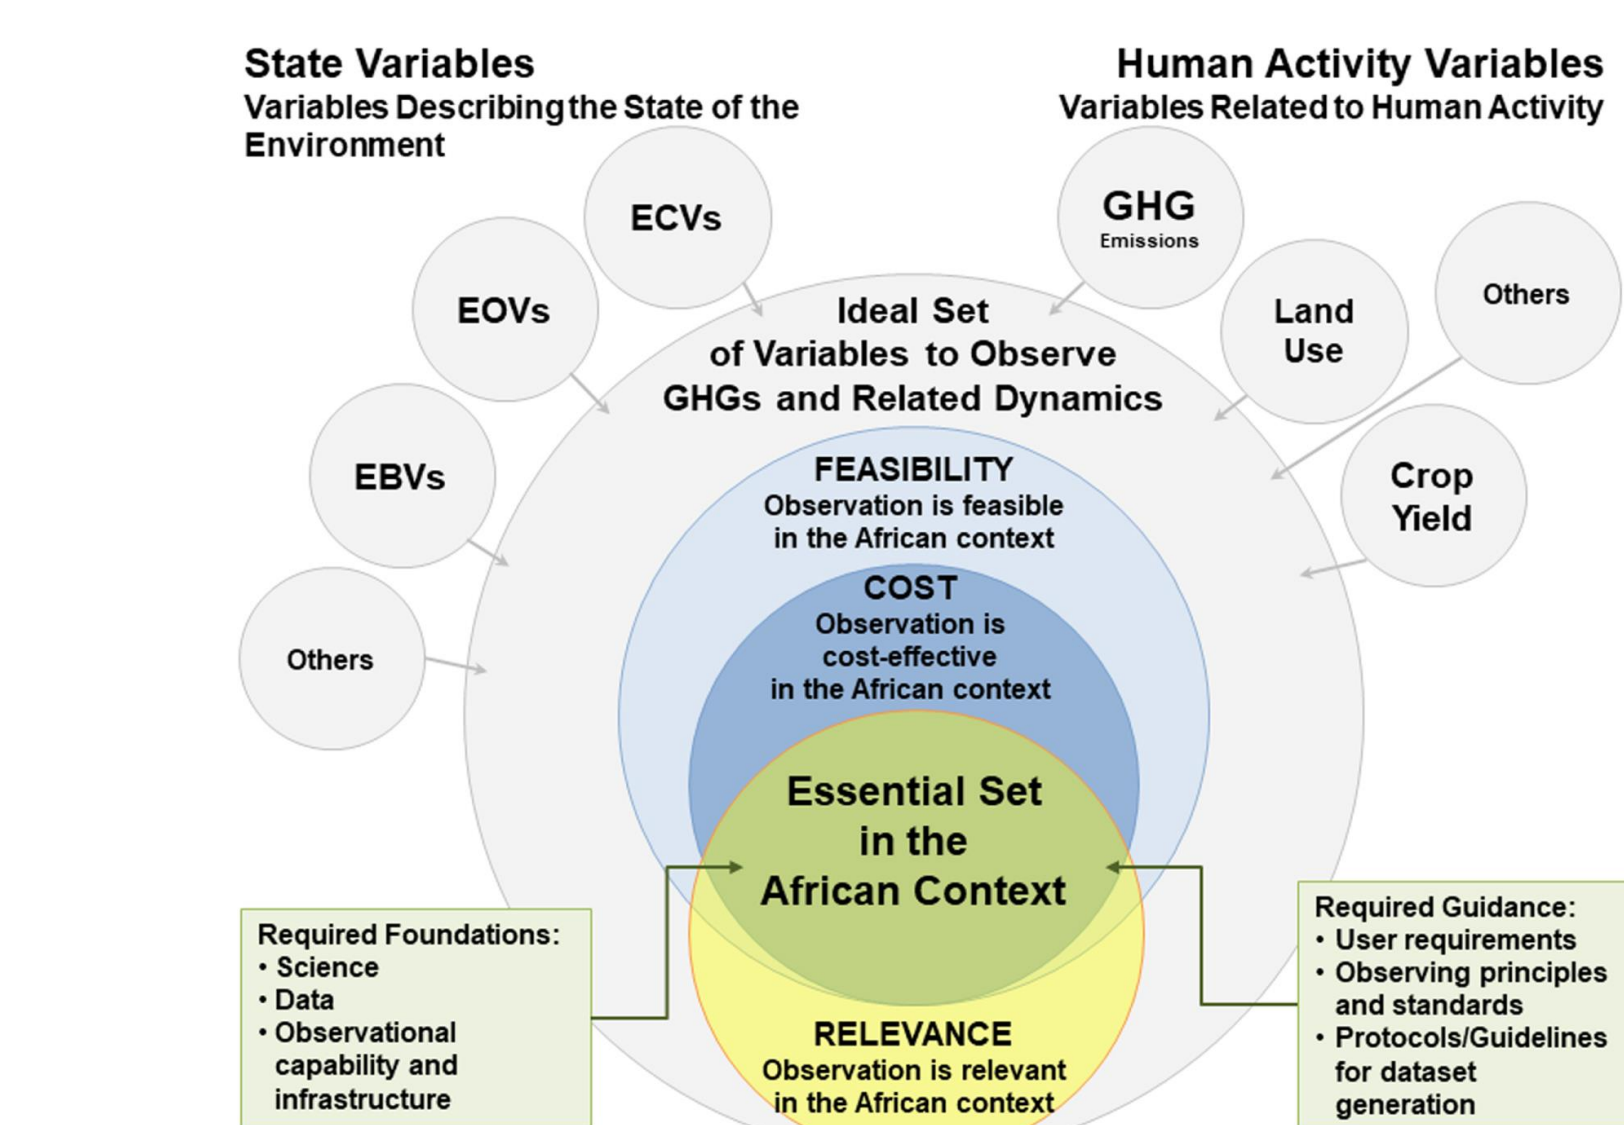 State Variables
Variables Describing the State of the
Environment
Human Activity Variables
Variables Related to Human Activity
ECVs
EOVs
EBVs
Others
GHG
Emissions
Land
Use
Others
Crop
Yield
Ideal Set
of Variables to Observe
GHGs and Related Dynamics
FEASIBILITY
Observation is feasible
in the African context
COST
Observation is
cost-effective
in the African context
Essential Set
in the
African Context
RELEVANCE
Observation is relevant
in the African context
Required Foundations:
• Science
• Data
• Observational
capability and
infrastructure
Required Guidance:
• User requirements
• Observing principles
and standards
• Protocols/Guidelines
for dataset
generation